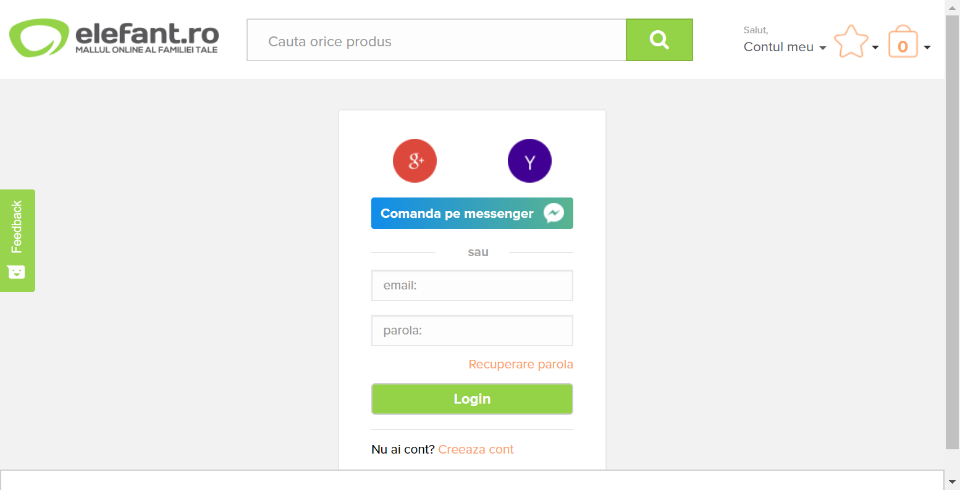 elefant.ro
MALLUL ONLINE AL FAMILIEI TALE
Cauta orice produs
Salut,
Contul meu
0
Feedback
8+
Y
Comanda pe messenger
sau
email:
parola:
Recuperare parola
Login
Nu ai cont? Creeaza cont